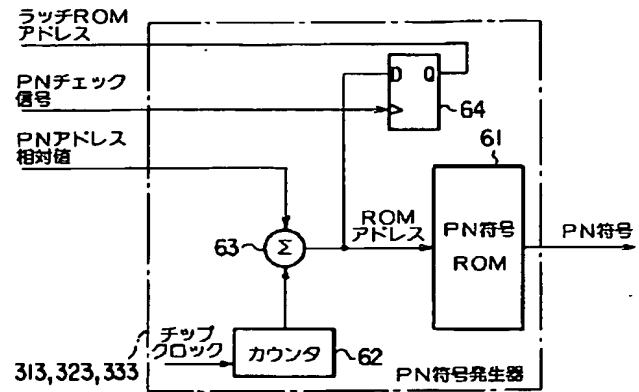 ラッチROM
アドレス
PNチェック
信号
PNアドレス
相対値
D Q
64
61
63
Σ
ROM
アドレス
PN符号
ROM
PN符号
チップ
クロック
313,323,333
カウンタ
62
PN符号発生器